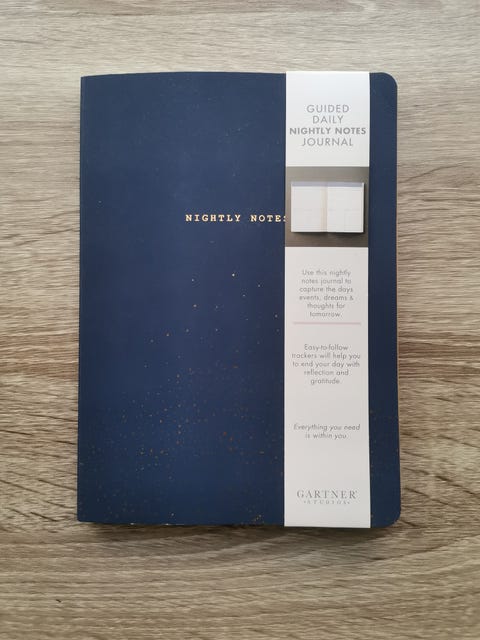 GUIDED
DAILY
NIGHTLY NOTES
JOURNAL
NIGHTLY NOTES
Use this nightly
notes journal to
capture the days
events, dreams &
thoughts for
tomorrow.
Easy-to-follow
trackers will help you
to end your day with
reflection and
gratitude.
Everything you need
is within you.
GARTNER
STUDIOS